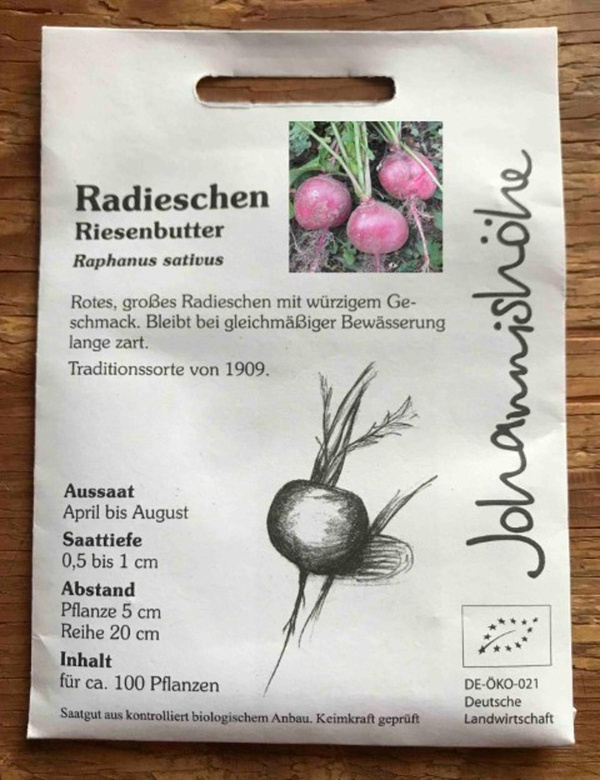 Radieschen
Riesenbutter
Raphanus sativus
Rotes, großes Radieschen mit würzigem Ge-
schmack. Bleibt bei gleichmäßiger Bewässerung
lange zart.
Traditionssorte von 1909.
Johannishöhe
Aussaat
April bis August
Saattiefe
0,5 bis 1 cm
Abstand
Pflanze 5 cm
Reihe 20 cm
Inhalt
für ca. 100 Pflanzen
Saatgut aus kontrolliert biologischem Anbau. Keimkraft geprüft
DE-ÖKO-021
Deutsche
Landwirtschaft